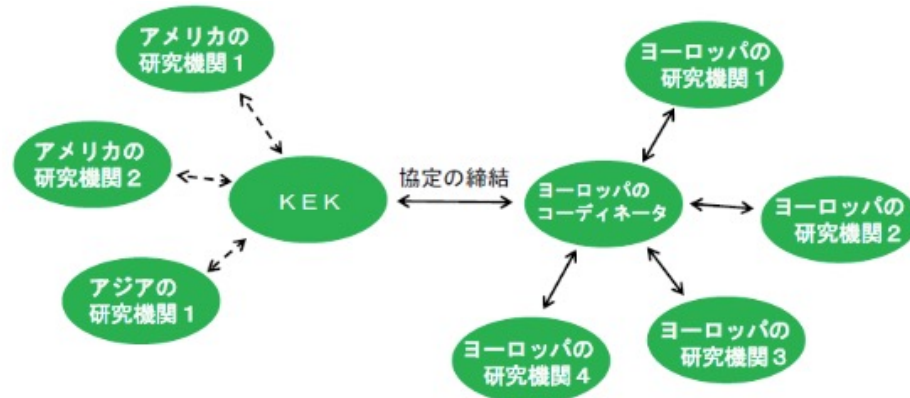 アメリカの
研究機関１
アメリカの
研究機関２
アジアの
研究機関１
ＫＥＫ
協定の締結
ヨーロッパの
コーディネータ
ヨーロッパの
研究機関１
ヨーロッパの
研究機関２
ヨーロッパの
研究機関３
ヨーロッパの
研究機関４